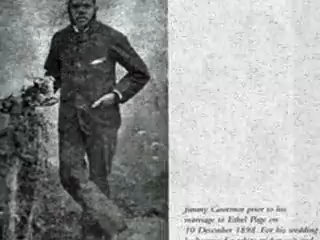 Jimmy Governor prior to his
marriage to Ethel Page on
10 December 1898. For his wedding